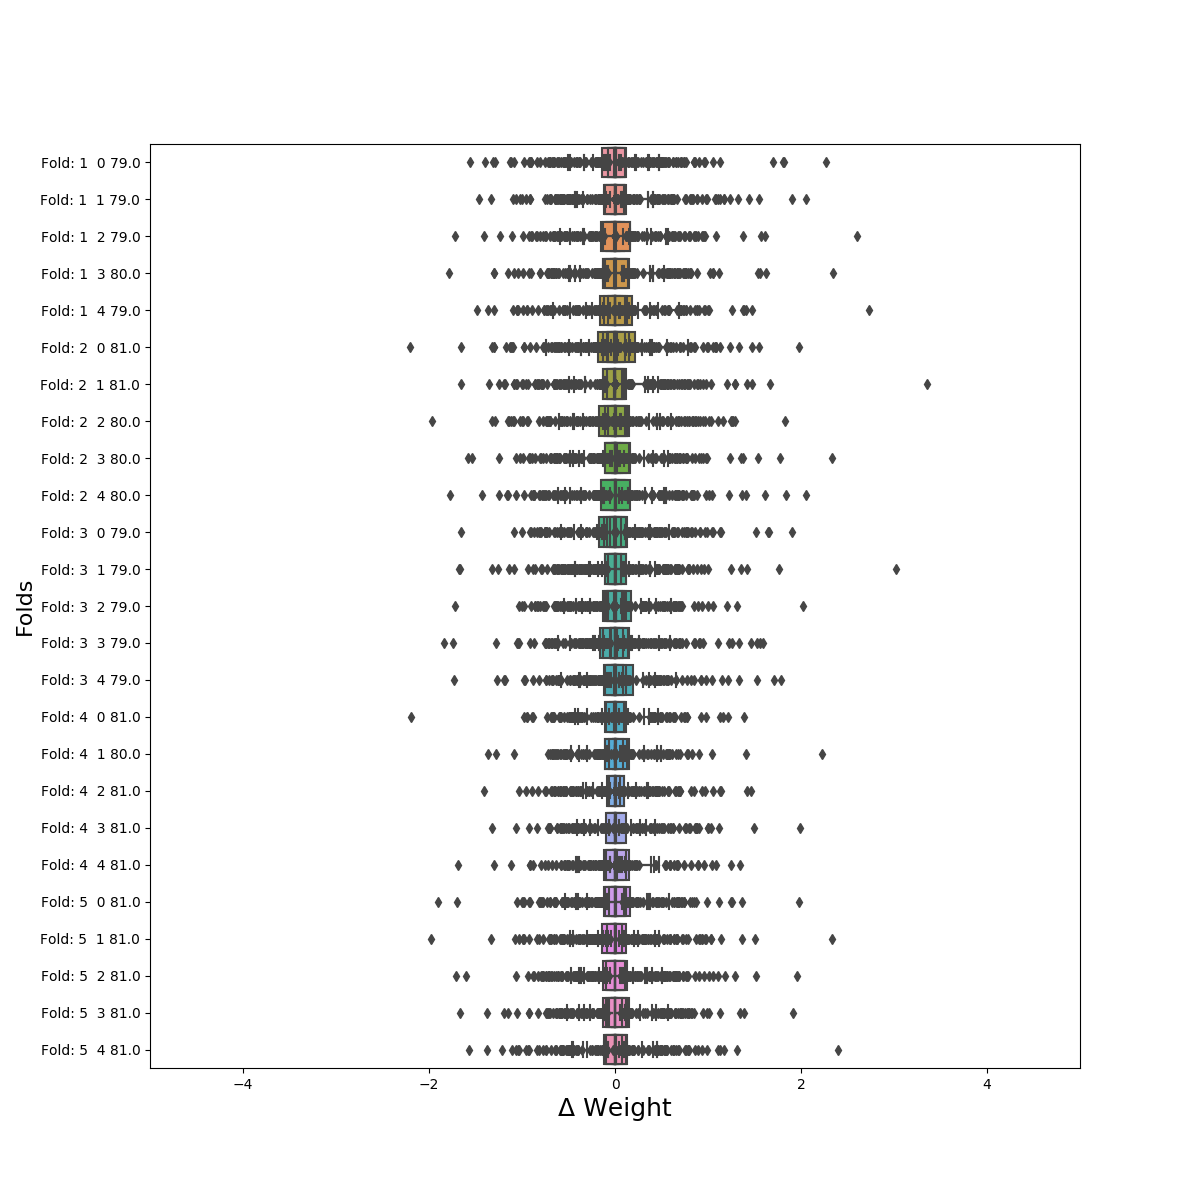 Fold: 1  0 79.0
Fold: 1  1 79.0
Fold: 1  2 79.0
Fold: 1  3 80.0
Fold: 1  4 79.0
Fold: 2  0 81.0
Fold: 2  1 81.0
Fold: 2  2 80.0
Fold: 2  3 80.0
Fold: 2  4 80.0
Fold: 3  0 79.0
Fold: 3  1 79.0
Fold: 3  2 79.0
Fold: 3  3 79.0
Fold: 3  4 79.0
Fold: 4  0 81.0
Fold: 4  1 80.0
Fold: 4  2 81.0
Fold: 4  3 81.0
Fold: 4  4 81.0
Fold: 5  0 81.0
Fold: 5  1 81.0
Fold: 5  2 81.0
Fold: 5  3 81.0
Fold: 5  4 81.0
Folds
−4 −2 0 2 4
Δ Weight